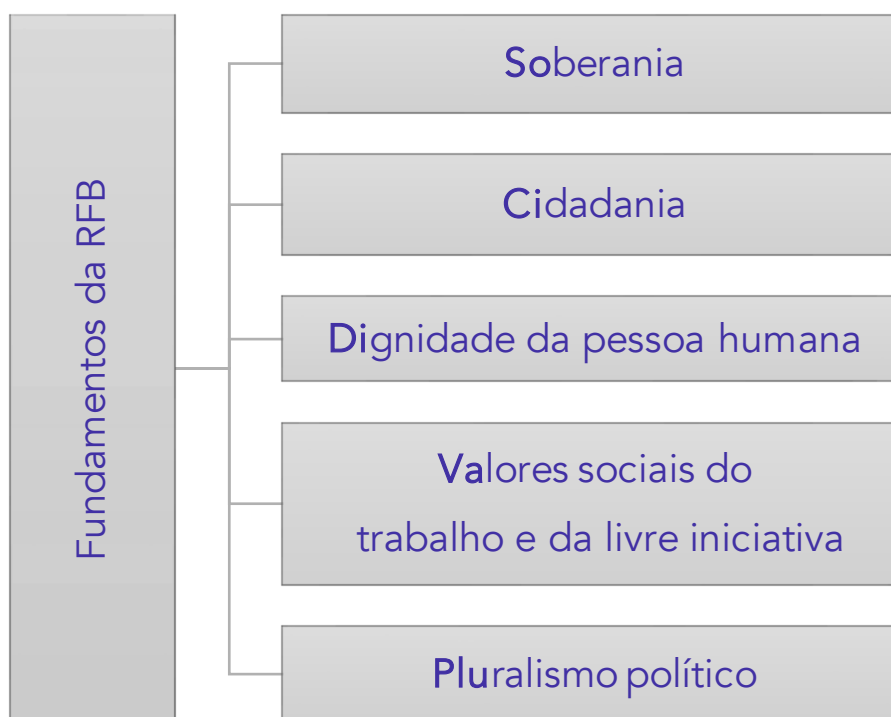 Fundamentos da RFB
Soberania
Cidadania
Dignidade da pessoa humana
Valores sociais do
trabalho e da livre iniciativa
Pluralismo político